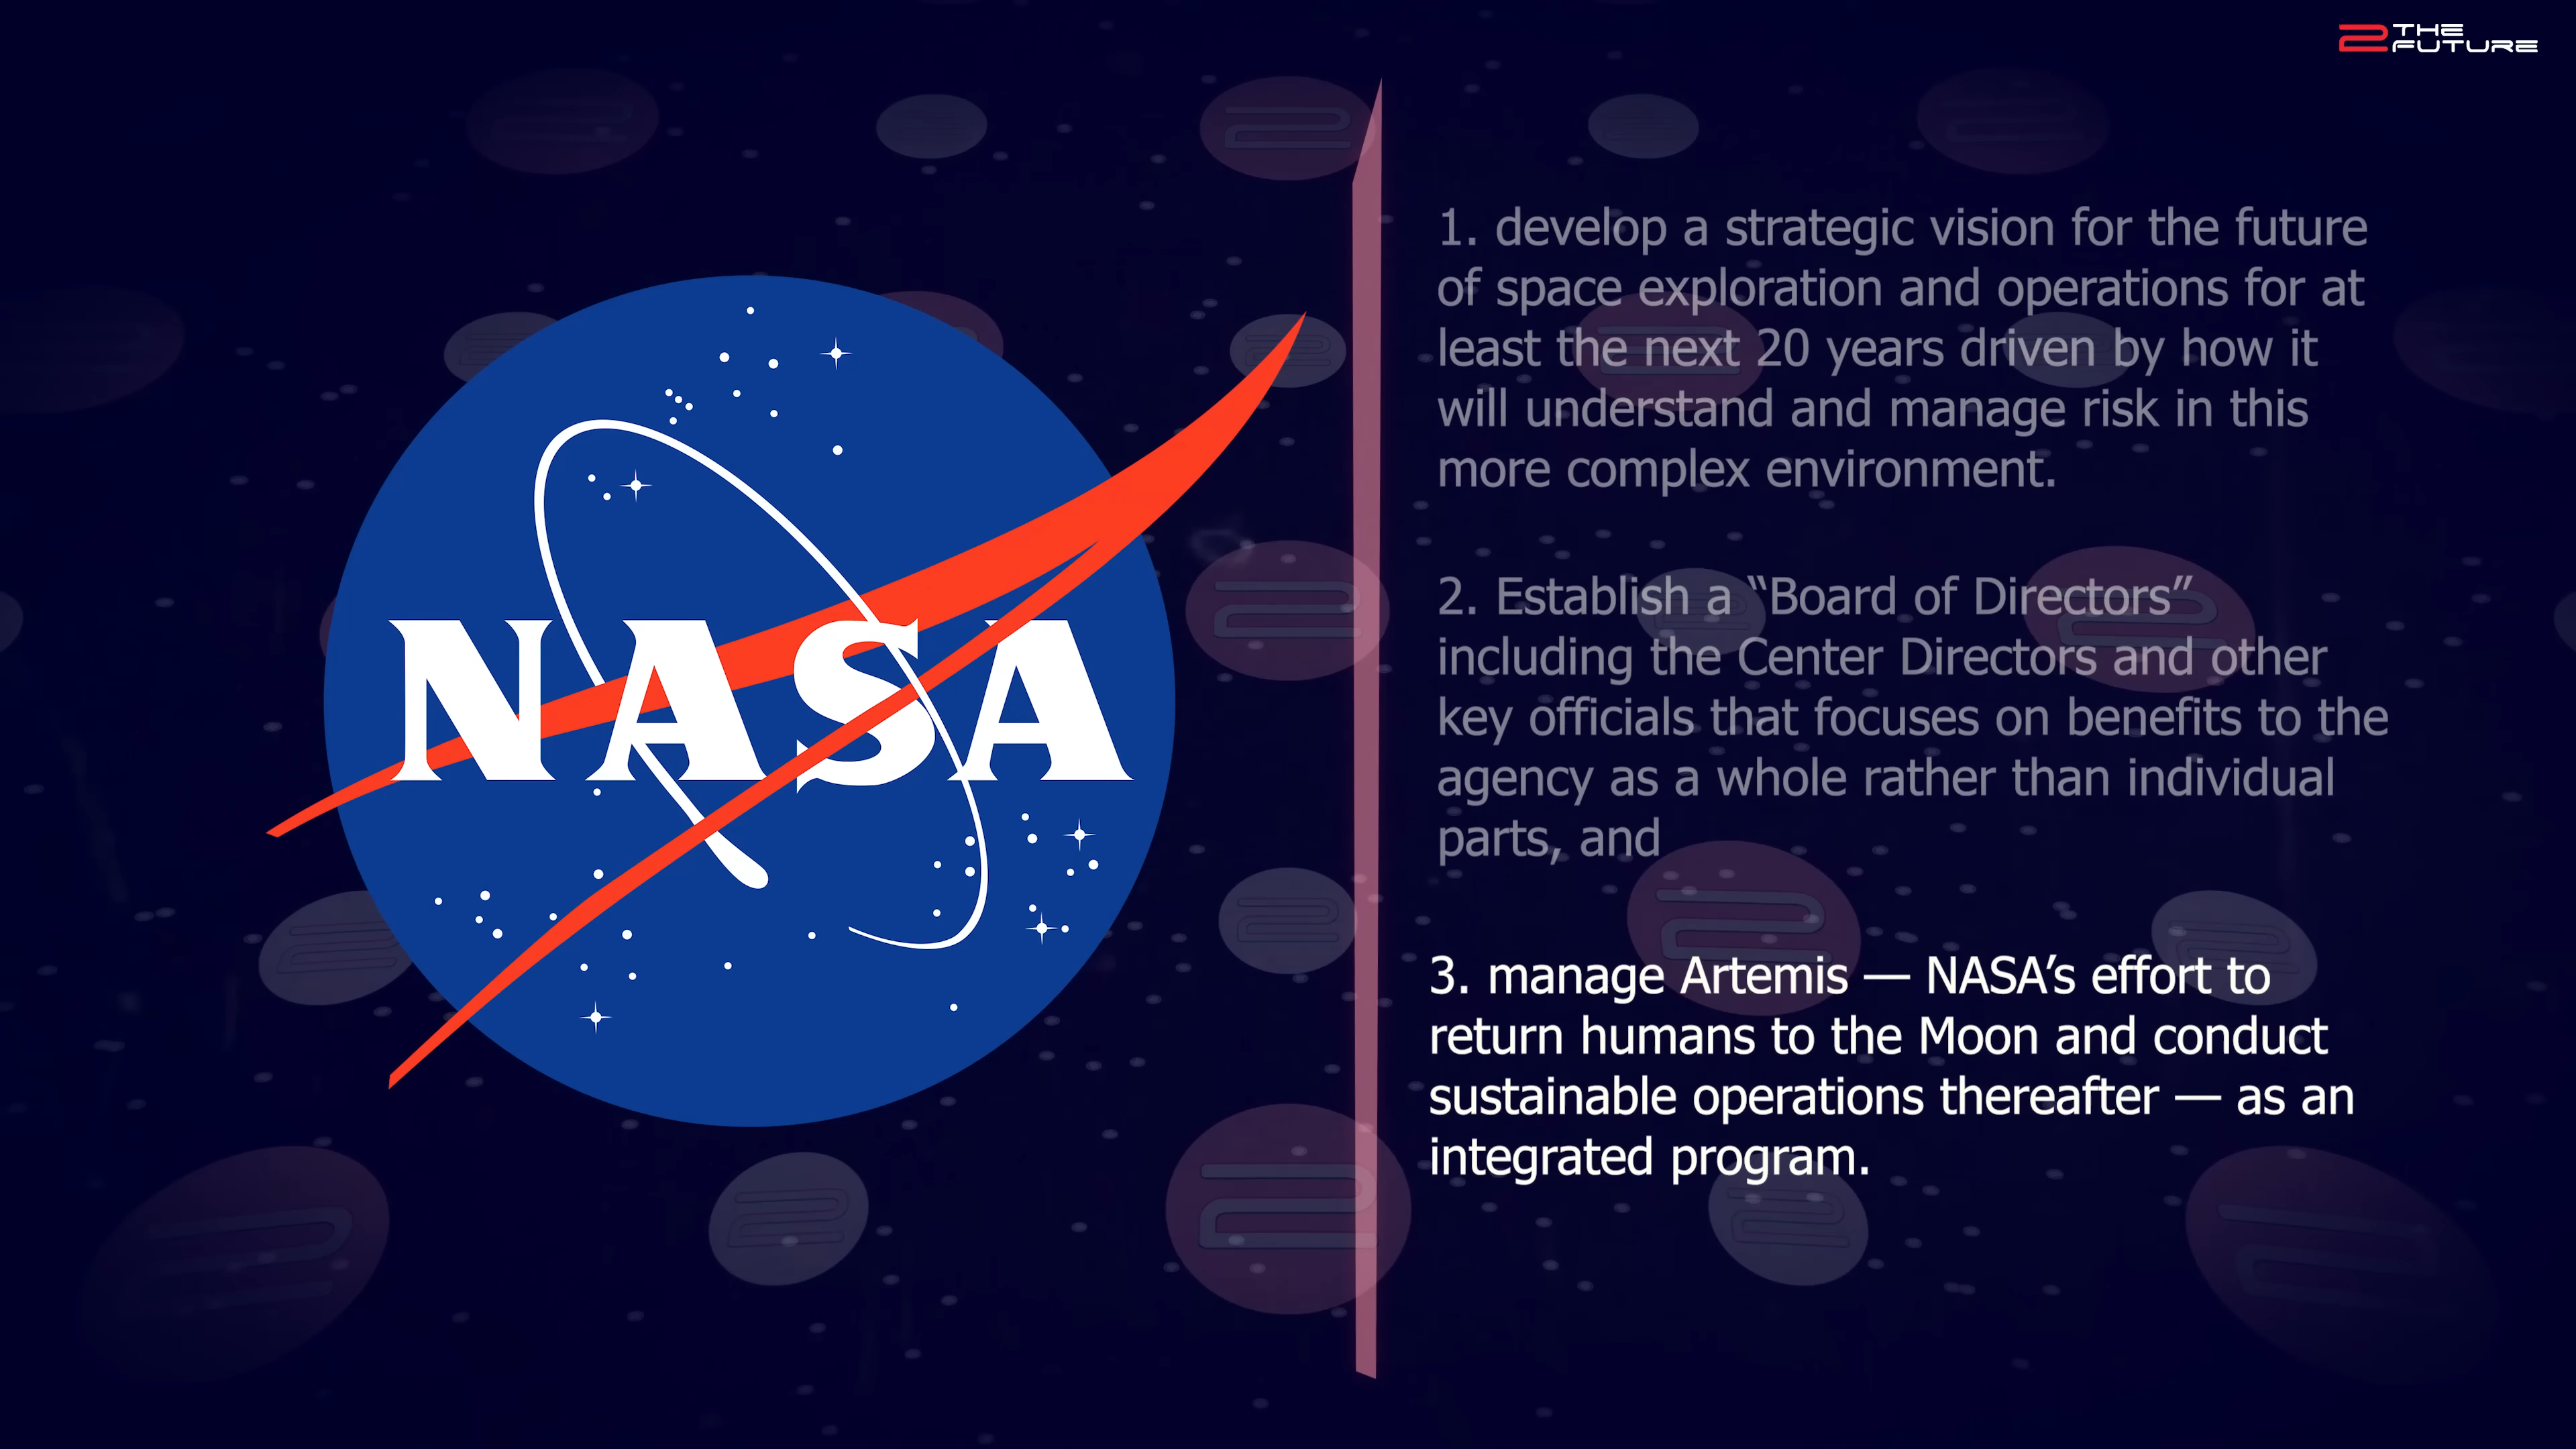 2 THE
FUTURE
NASA
1. develop a strategic vision for the future
of space exploration and operations for at
least the next 20 years driven by how it
will understand and manage risk in this
more complex environment.
2. Establish a “Board of Directors”
including the Center Directors and other
key officials that focuses on benefits to the
agency as a whole rather than individual
parts, and
3. manage Artemis — NASA’s effort to
return humans to the Moon and conduct
sustainable operations thereafter — as an
integrated program.